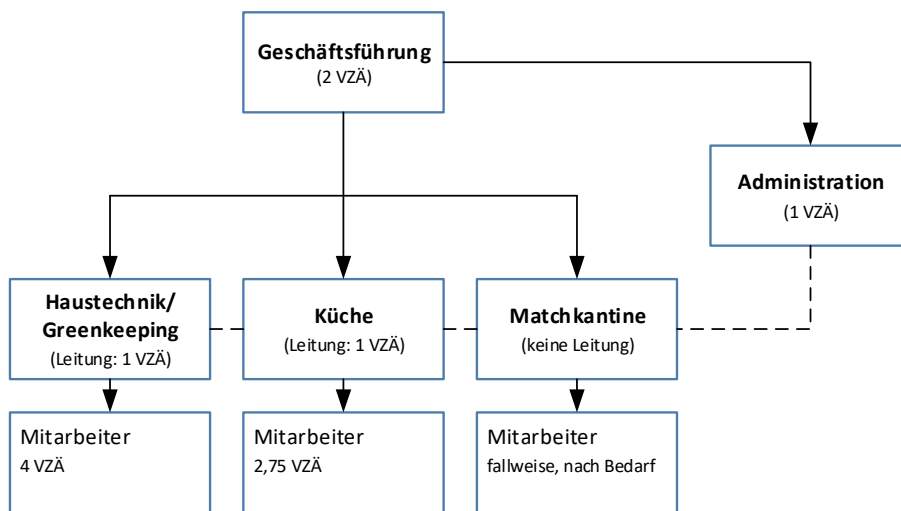 Geschäftsführung
(2 VZÄ)
Administration
(1 VZÄ)
Haustechnik/
Greenkeeping
(Leitung: 1 VZÄ)
Küche
(Leitung: 1 VZÄ)
Matchkantine
(keine Leitung)
Mitarbeiter
4 VZÄ
Mitarbeiter
2,75 VZÄ
Mitarbeiter
fallweise, nach Bedarf